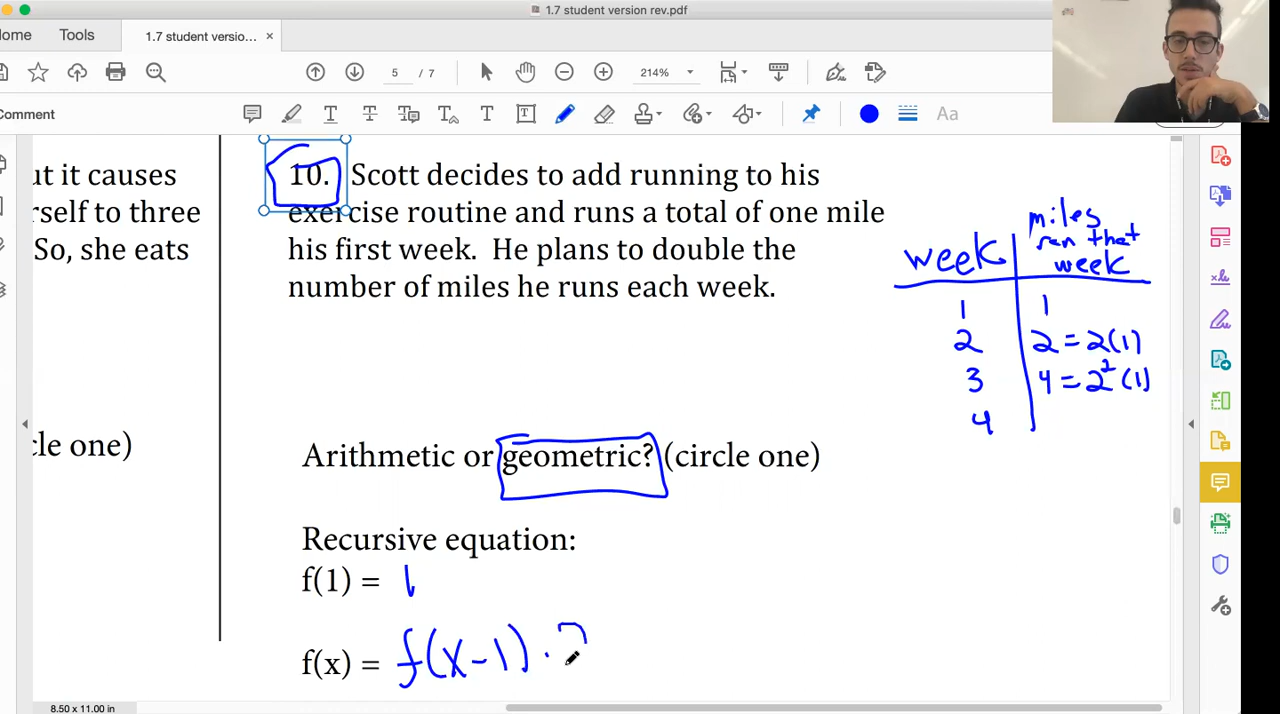 1.7 student version rev.pdf
ome
Tools
1.7 student versio...
×
5 / 7
214%
Comment
Aa
ut it causes
rself to three
So, she eats
cle one)
10. Scott decides to add running to his
exercise routine and runs a total of one mile
his first week. He plans to double the
number of miles he runs each week.
week
miles
ran that
week
1 1
2 2 = 2(1)
3 4 = 2²(1)
4
Arithmetic or geometric? (circle one)
Recursive equation:
f(1) = 1
f(x) = f(x-1) ·
8.50 x 11.00 in